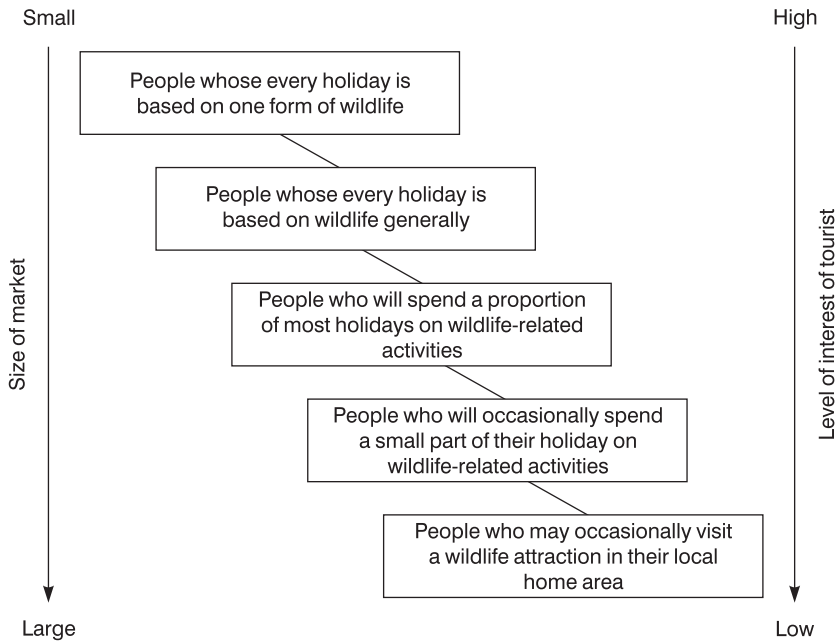 Small
High
People whose every holiday is
based on one form of wildlife
People whose every holiday is
based on wildlife generally
People who will spend a proportion
of most holidays on wildlife-related
activities
People who will occasionally spend
a small part of their holiday on
wildlife-related activities
People who may occasionally visit
a wildlife attraction in their local
home area
Size of market
Level of interest of tourist
Large
Low